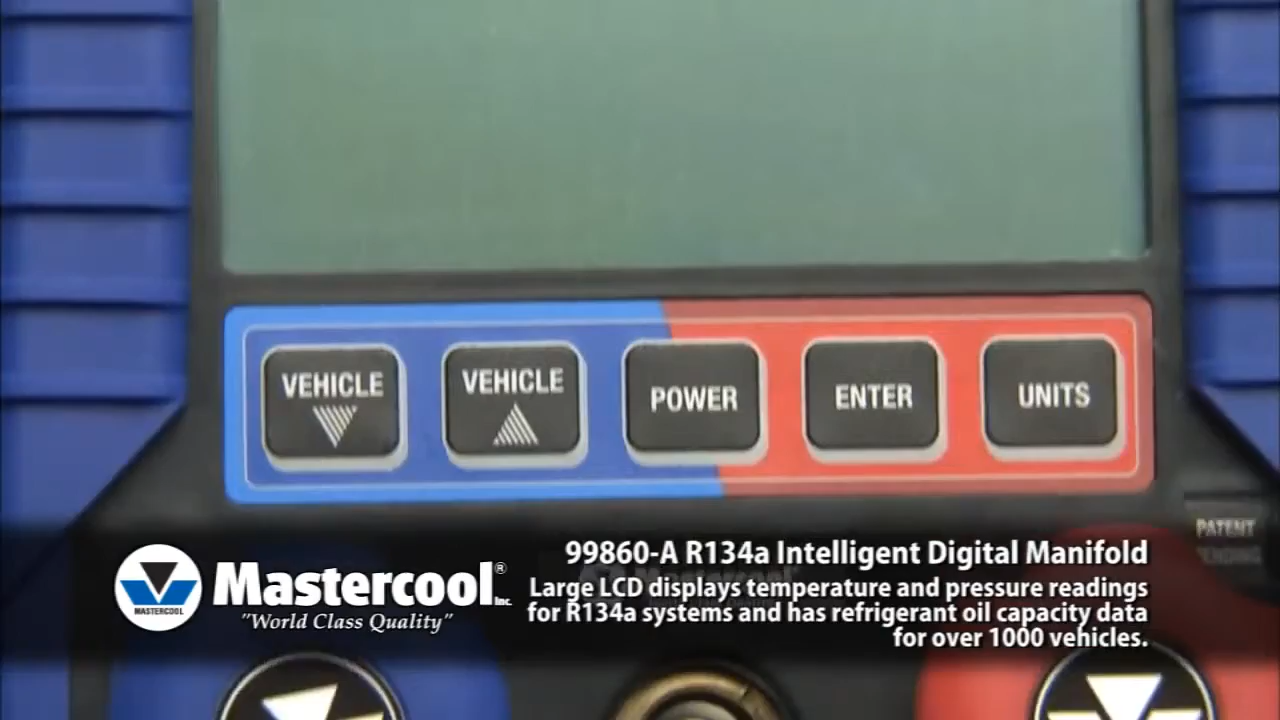 VEHICLE
VEHICLE
POWER
ENTER
UNITS
PATENT
PENDING
99860-A R134a Intelligent Digital Manifold
Mastercool® Inc.
"World Class Quality"
MASTERCOOL
Large LCD displays temperature and pressure readings
for R134a systems and has refrigerant oil capacity data
for over 1000 vehicles.